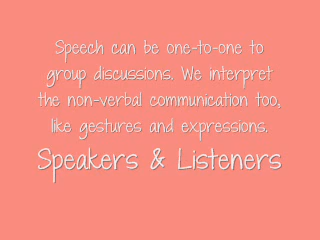 Speech can be one-to-one to
group discussions. We interpret
the non-verbal communication too,
like gestures and expressions.
Speakers & Listeners